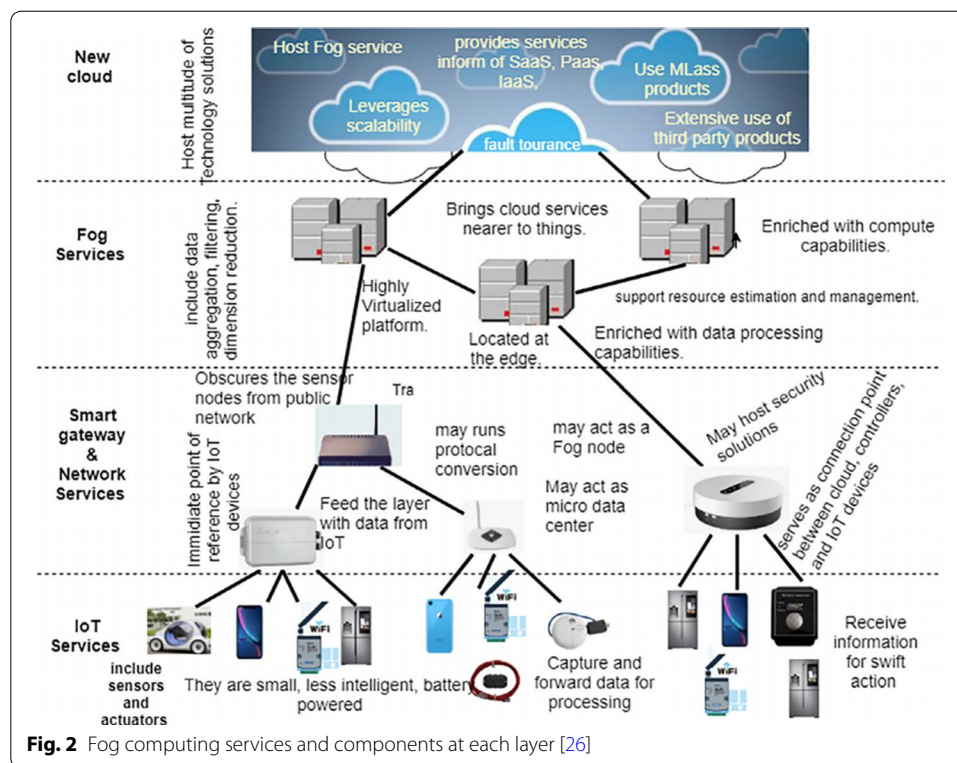 New
cloud
Host multitude of
Technology solutions
Host Fog service
provides services
inform of SaaS, Paas,
IaaS,
Use MLass
products
Leverages
scalability
fault tourance
Extensive use of
third party products
Fog
Services
include data
aggregation, filtering,
dimension reduction.
Brings cloud services
nearer to things.
Enriched with compute
capabilities.
Highly
Virtualized
platform.
support resource estimation and management.
Located at
the edge.
Enriched with data processing
capabilities.
Smart
gateway
&
Network
Services
Immidiate point of
reference by IoT
devices
Obscures the sensor
nodes from public
network
Tra
may runs
protocal
conversion
may act as a
Fog node
May host security
solutions
serves as connection point
between cloud, controllers,
and IoT devices
Feed the layer
with data from
IoT
May act as
micro data
center
IoT
Services
include
sensors
and
actuators
WiFi
WiFi
WiFi
They are small, less intelligent, battery
powered
Capture and
forward data for
processing
Receive
information
for swift
action
Fig. 2 Fog computing services and components at each layer [26]